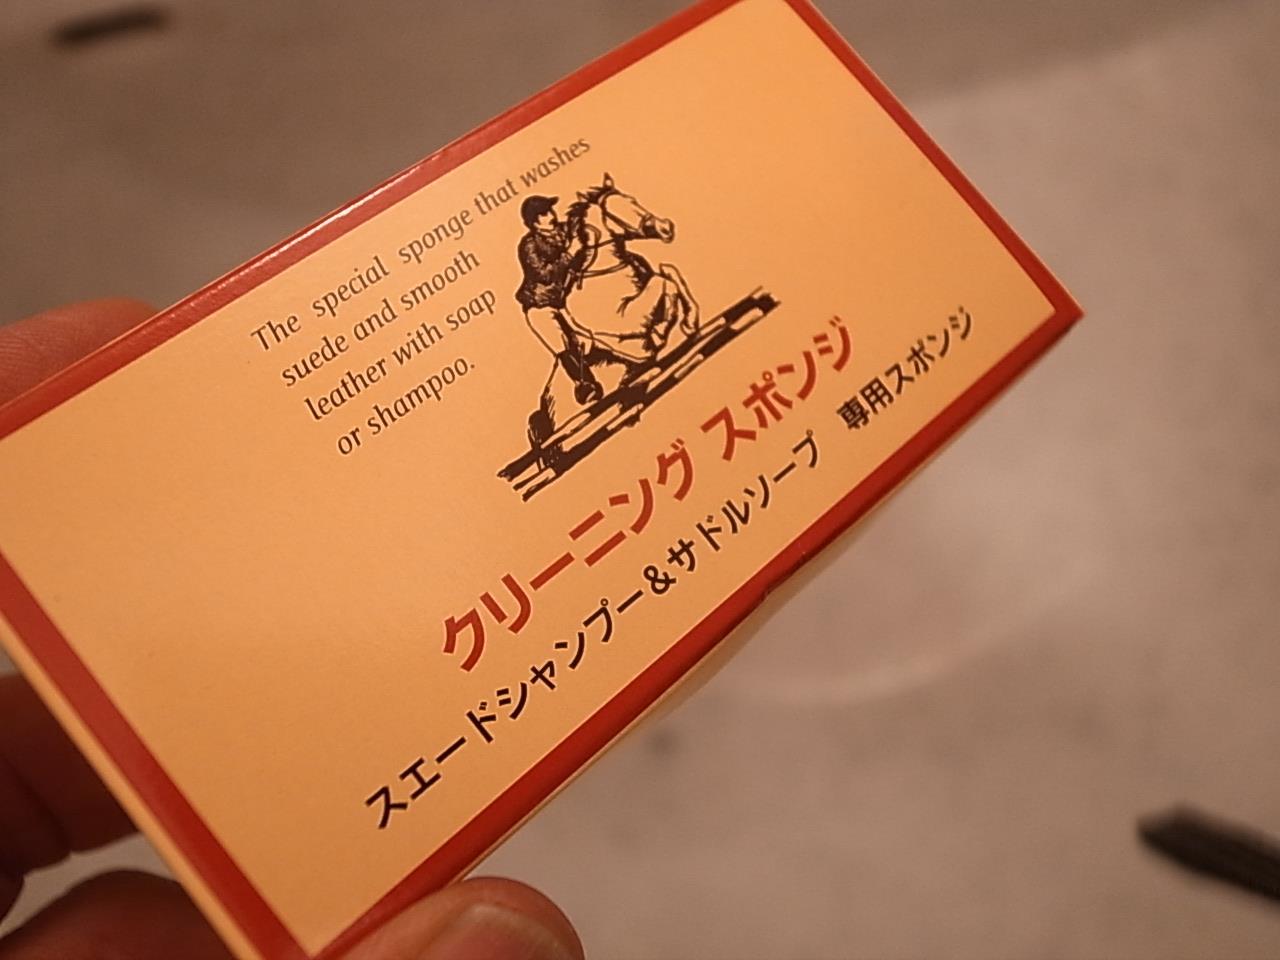 The special sponge that washes
suede and smooth
leather with soap
or shampoo.
クリーニング スポンジ
スエードシャンプー＆サドルソープ 専用スポンジ